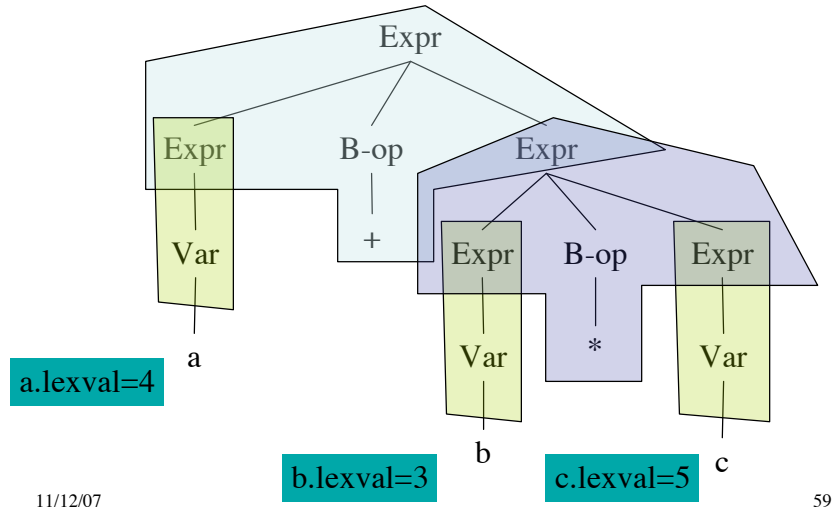 Expr
Expr B-op Expr
+
Var Expr B-op Expr
a Var * Var
a.lexval=4
b c
b.lexval=3 c.lexval=5
11/12/07 59